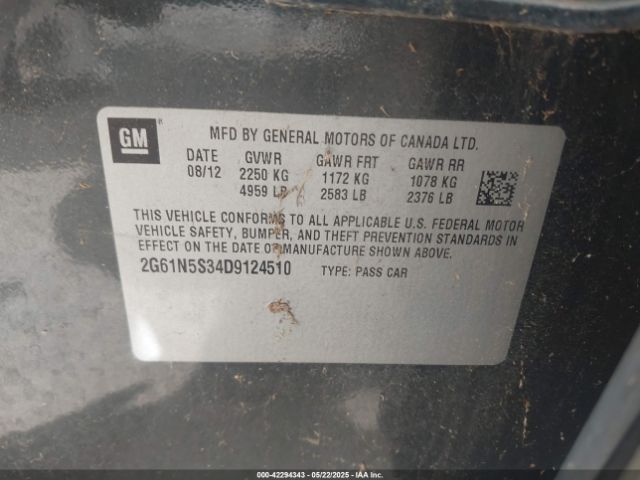 GM
®
MFD BY GENERAL MOTORS OF CANADA LTD.
DATE GVWR GAWR FRT GAWR RR
08/12 2250 KG 1172 KG 1078 KG
4959 LB 2583 LB 2376 LB
THIS VEHICLE CONFORMS TO ALL APPLICABLE U.S. FEDERAL MOTOR
VEHICLE SAFETY, BUMPER, AND THEFT PREVENTION STANDARDS IN
EFFECT ON THE DATE OF MANUFACTURE SHOWN ABOVE.
2G61N5S34D9124510 TYPE: PASS CAR
000-42294343 - 05/22/2025 - IAAI.COM